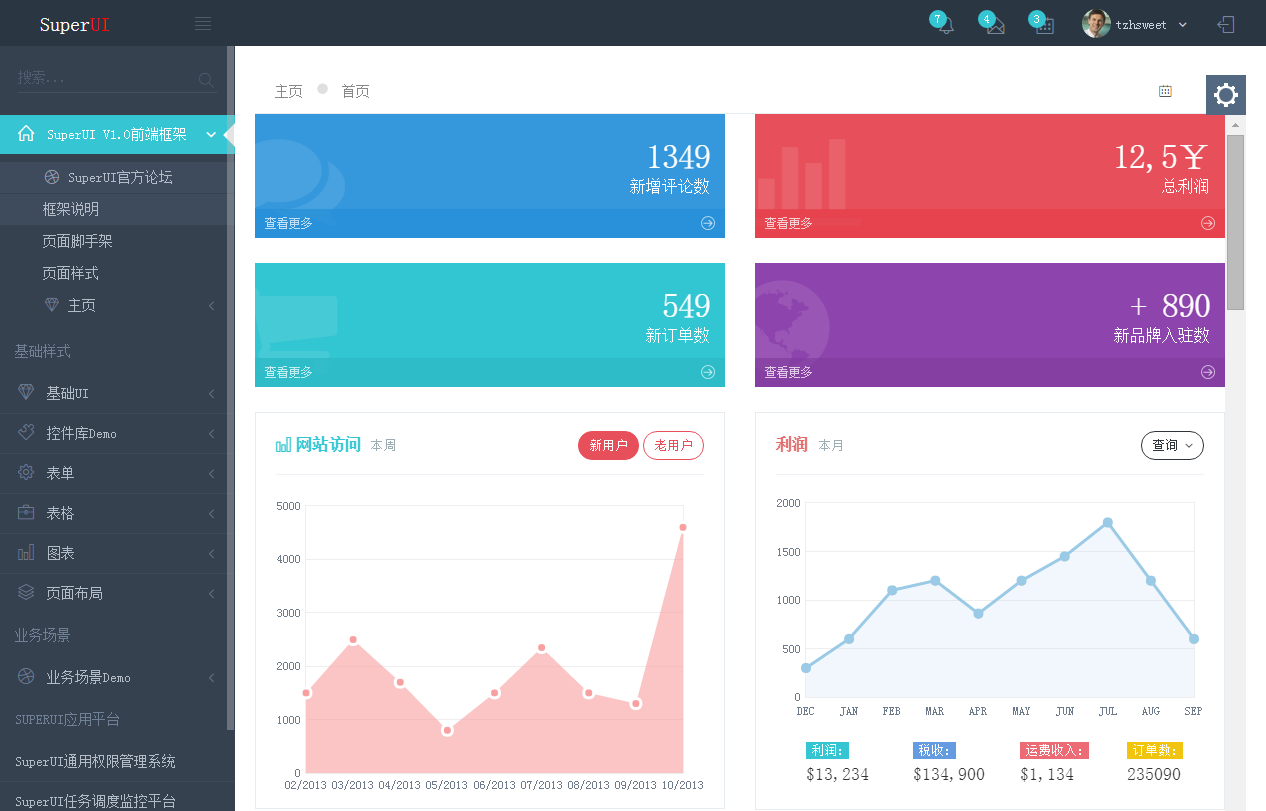 SuperUI
7
4
3
tzhsweet
搜索...
SuperUI V1.0前端框架
SuperUI官方论坛
框架说明
页面脚手架
页面样式
主页
基础样式
基础UI
控件库Demo
表单
表格
图表
页面布局
业务场景
业务场景Demo
SUPERUI应用平台
SuperUI通用权限管理系统
SuperUI任务调度监控平台
主页 首页
1349
新增评论数
查看更多
12,5￥
总利润
查看更多
549
新订单数
查看更多
+ 890
新品牌入驻数
查看更多
网站访问 本周 新用户 老用户
5000
4000
3000
2000
1000
0
02/2013 03/2013 04/2013 05/2013 06/2013 07/2013 08/2013 09/2013 10/2013
利润 本月 查询
2000
1500
1000
500
0
DEC JAN FEB MAR APR MAY JUN JUL AUG SEP
利润: 税收: 运费收入: 订单数:
$13,234 $134,900 $1,134 235090